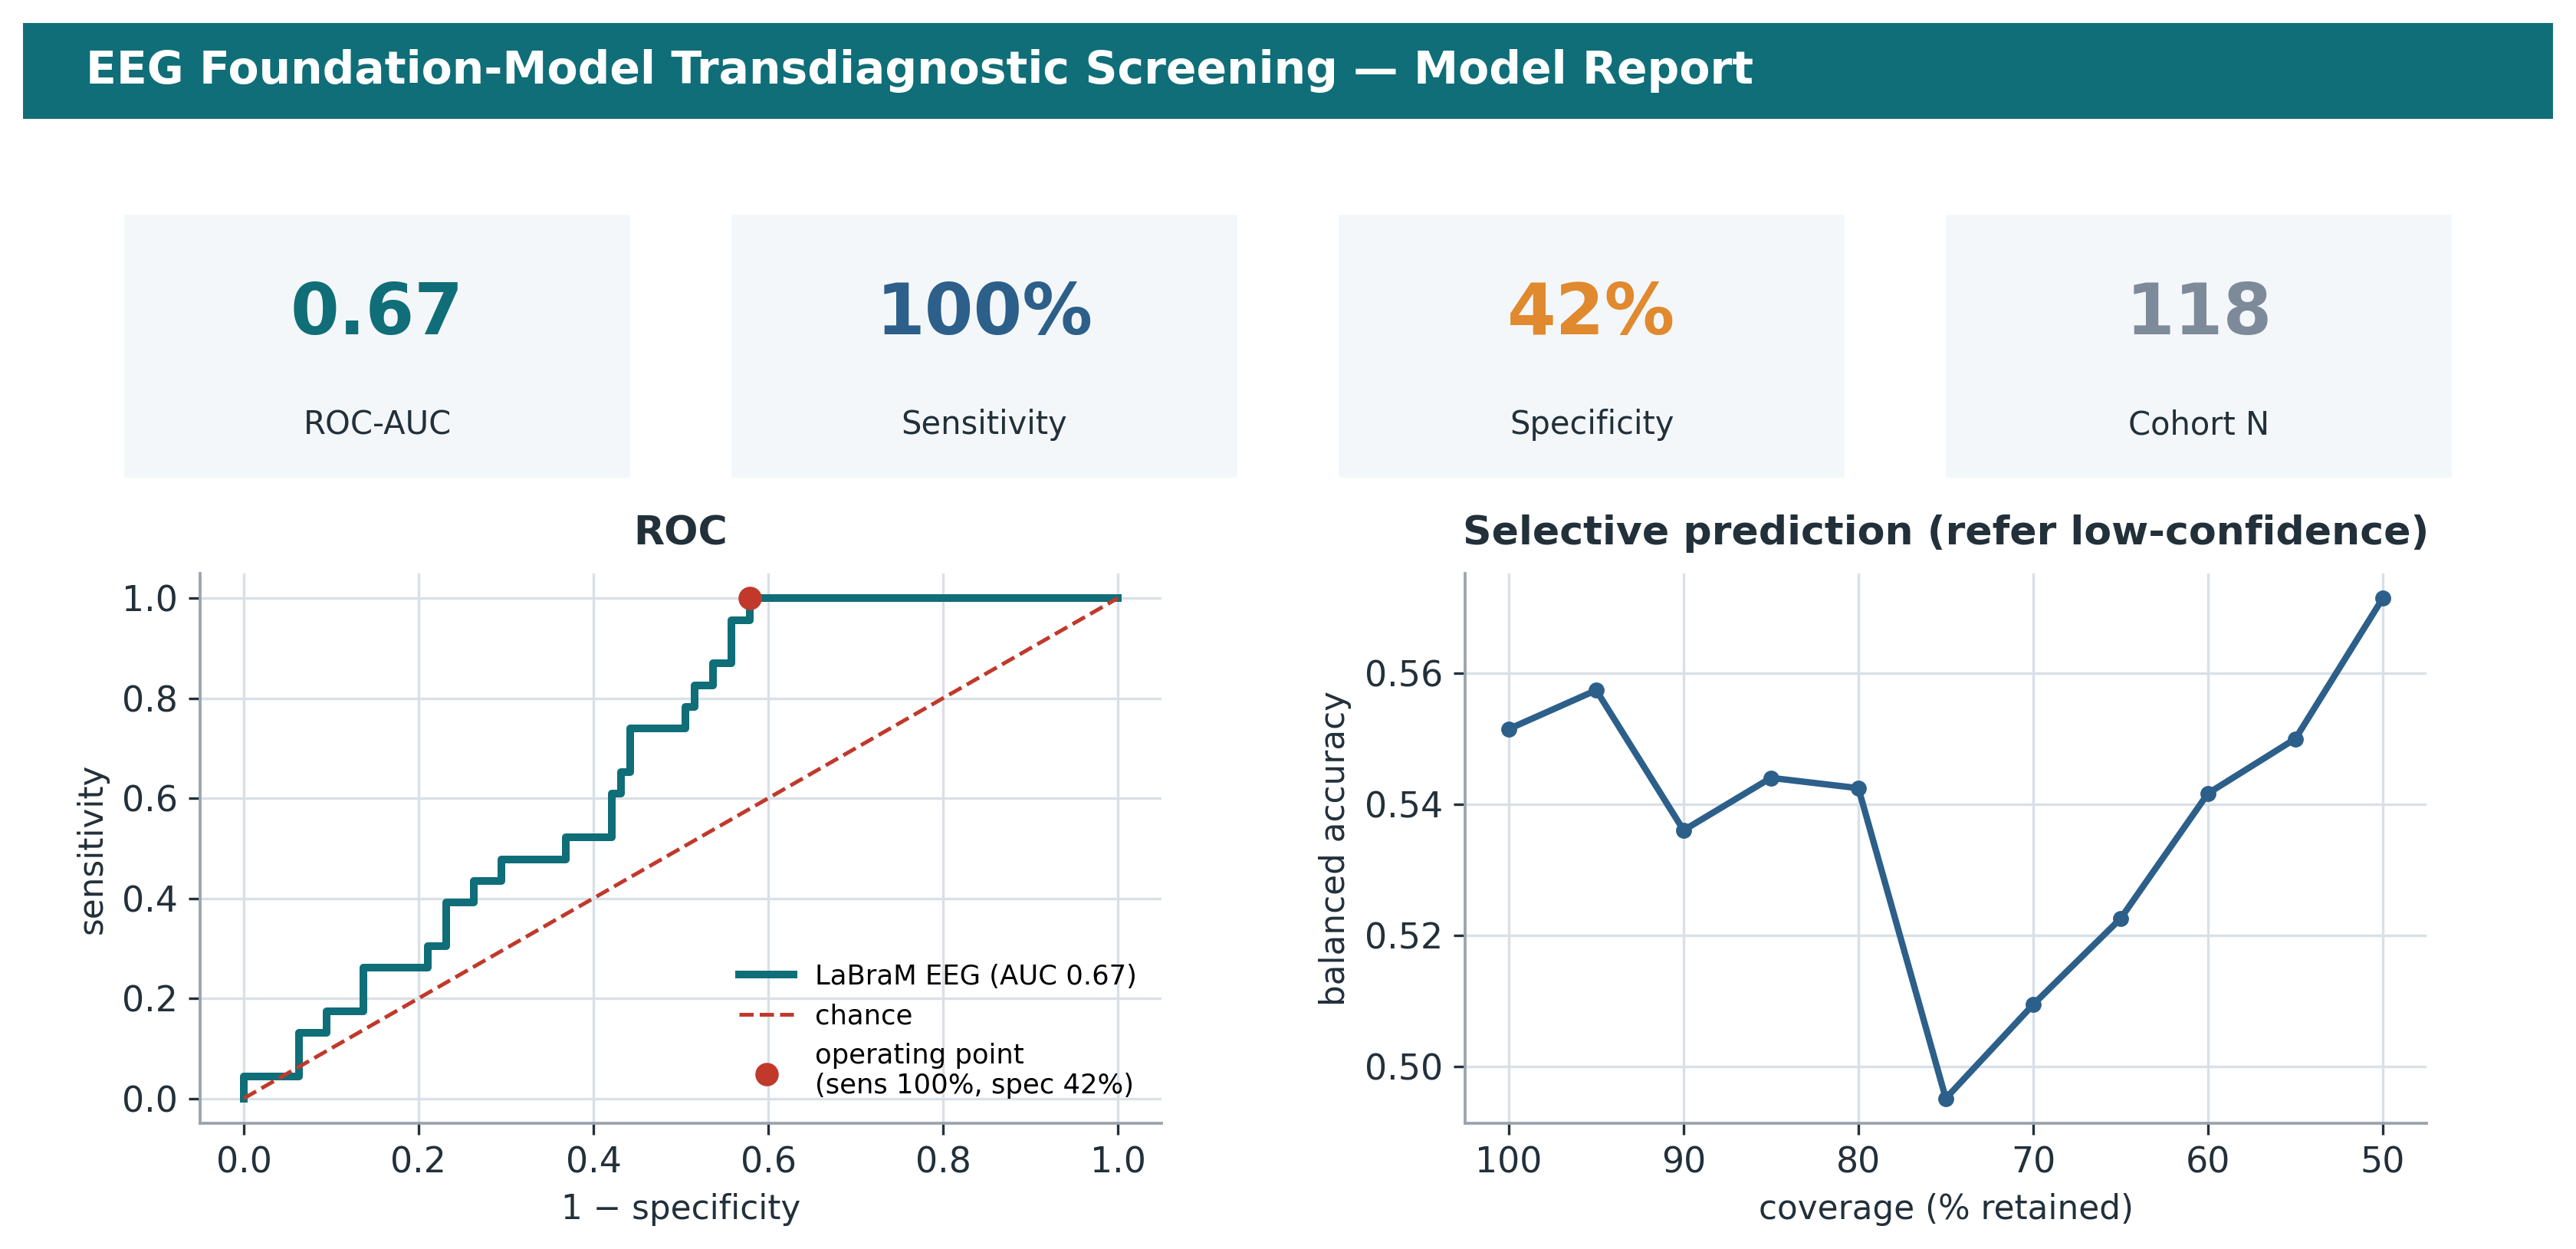 EEG Foundation-Model Transdiagnostic Screening — Model Report
0.67
ROC-AUC
100%
Sensitivity
42%
Specificity
118
Cohort N
ROC
sensitivity
1.0
0.8
0.6
0.4
0.2
0.0
LaBraM EEG (AUC 0.67)
chance
operating point
(sens 100%, spec 42%)
0.0 0.2 0.4 0.6 0.8 1.0
1 − specificity
Selective prediction (refer low-confidence)
balanced accuracy
0.56
0.54
0.52
0.50
100 90 80 70 60 50
coverage (% retained)